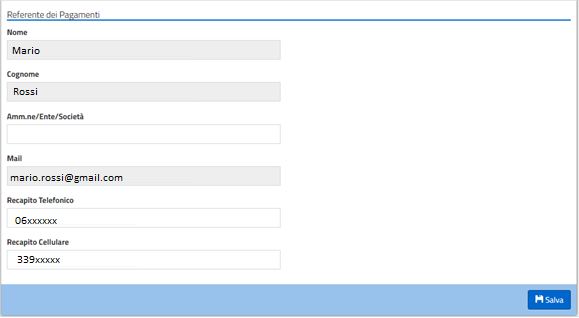 Referente dei Pagamenti
Nome
Mario
Cognome
Rossi
Amm.ne/Ente/Società
Mail
mario.rossi@gmail.com
Recapito Telefonico
06xxxxxx
Recapito Cellulare
339xxxxx
Salva